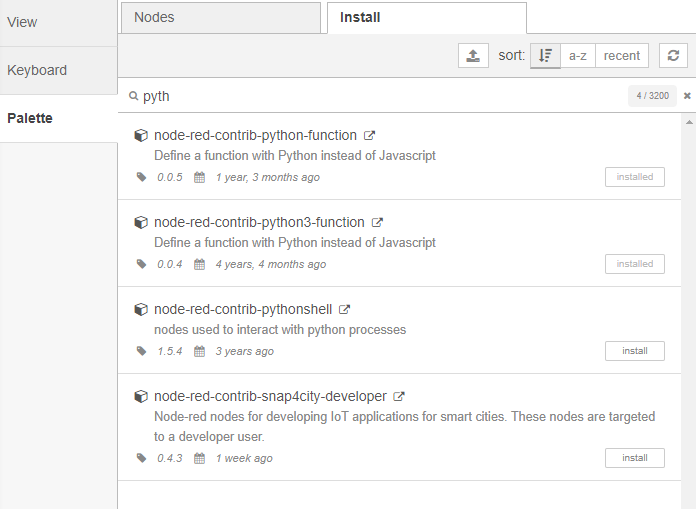 View
Keyboard
Palette
Nodes
Install
sort: a-z recent
pyth 4 / 3200
node-red-contrib-python-function
Define a function with Python instead of Javascript
0.0.5 1 year, 3 months ago installed
node-red-contrib-python3-function
Define a function with Python instead of Javascript
0.0.4 4 years, 4 months ago installed
node-red-contrib-pythonshell
nodes used to interact with python processes
1.5.4 3 years ago install
node-red-contrib-snap4city-developer
Node-red nodes for developing IoT applications for smart cities. These nodes are targeted
to a developer user.
0.4.3 1 week ago install